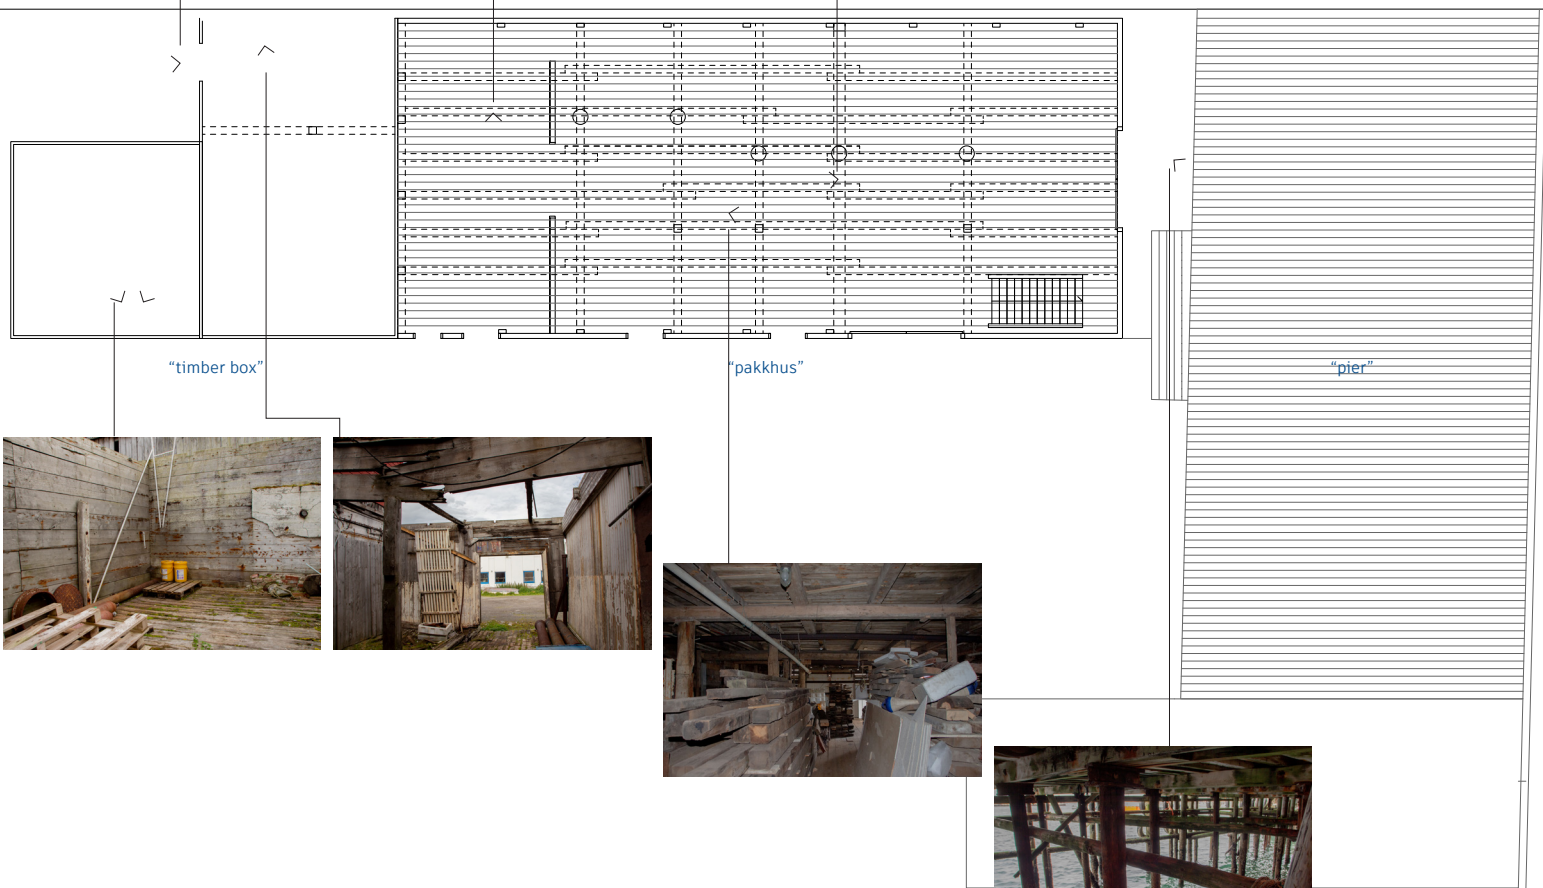 “timber box”
“pakkhus”
“pier”